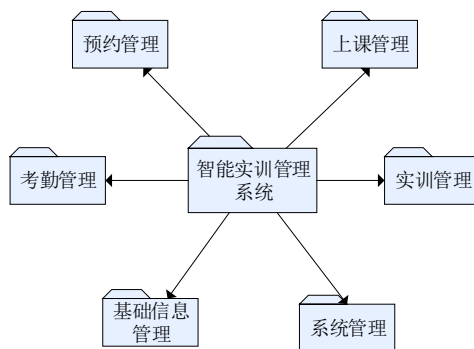 预约管理
上课管理
智能实训管理
系统
考勤管理
实训管理
基础信息
管理
系统管理